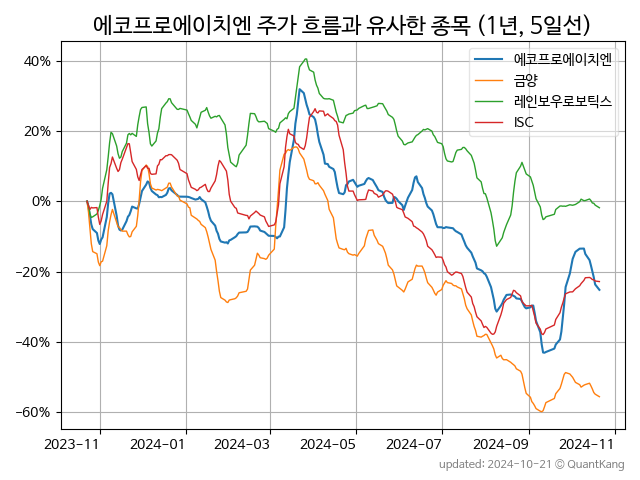 에코프로에이치엔 주가 흐름과 유사한 종목 (1년, 5일선)
에코프로에이치엔
금양
레인보우로보틱스
ISC
40%
20%
0%
−20%
−40%
−60%
2023-11
2024-01
2024-03
2024-05
2024-07
2024-09
2024-11
updated: 2024-10-21 © QuantKang